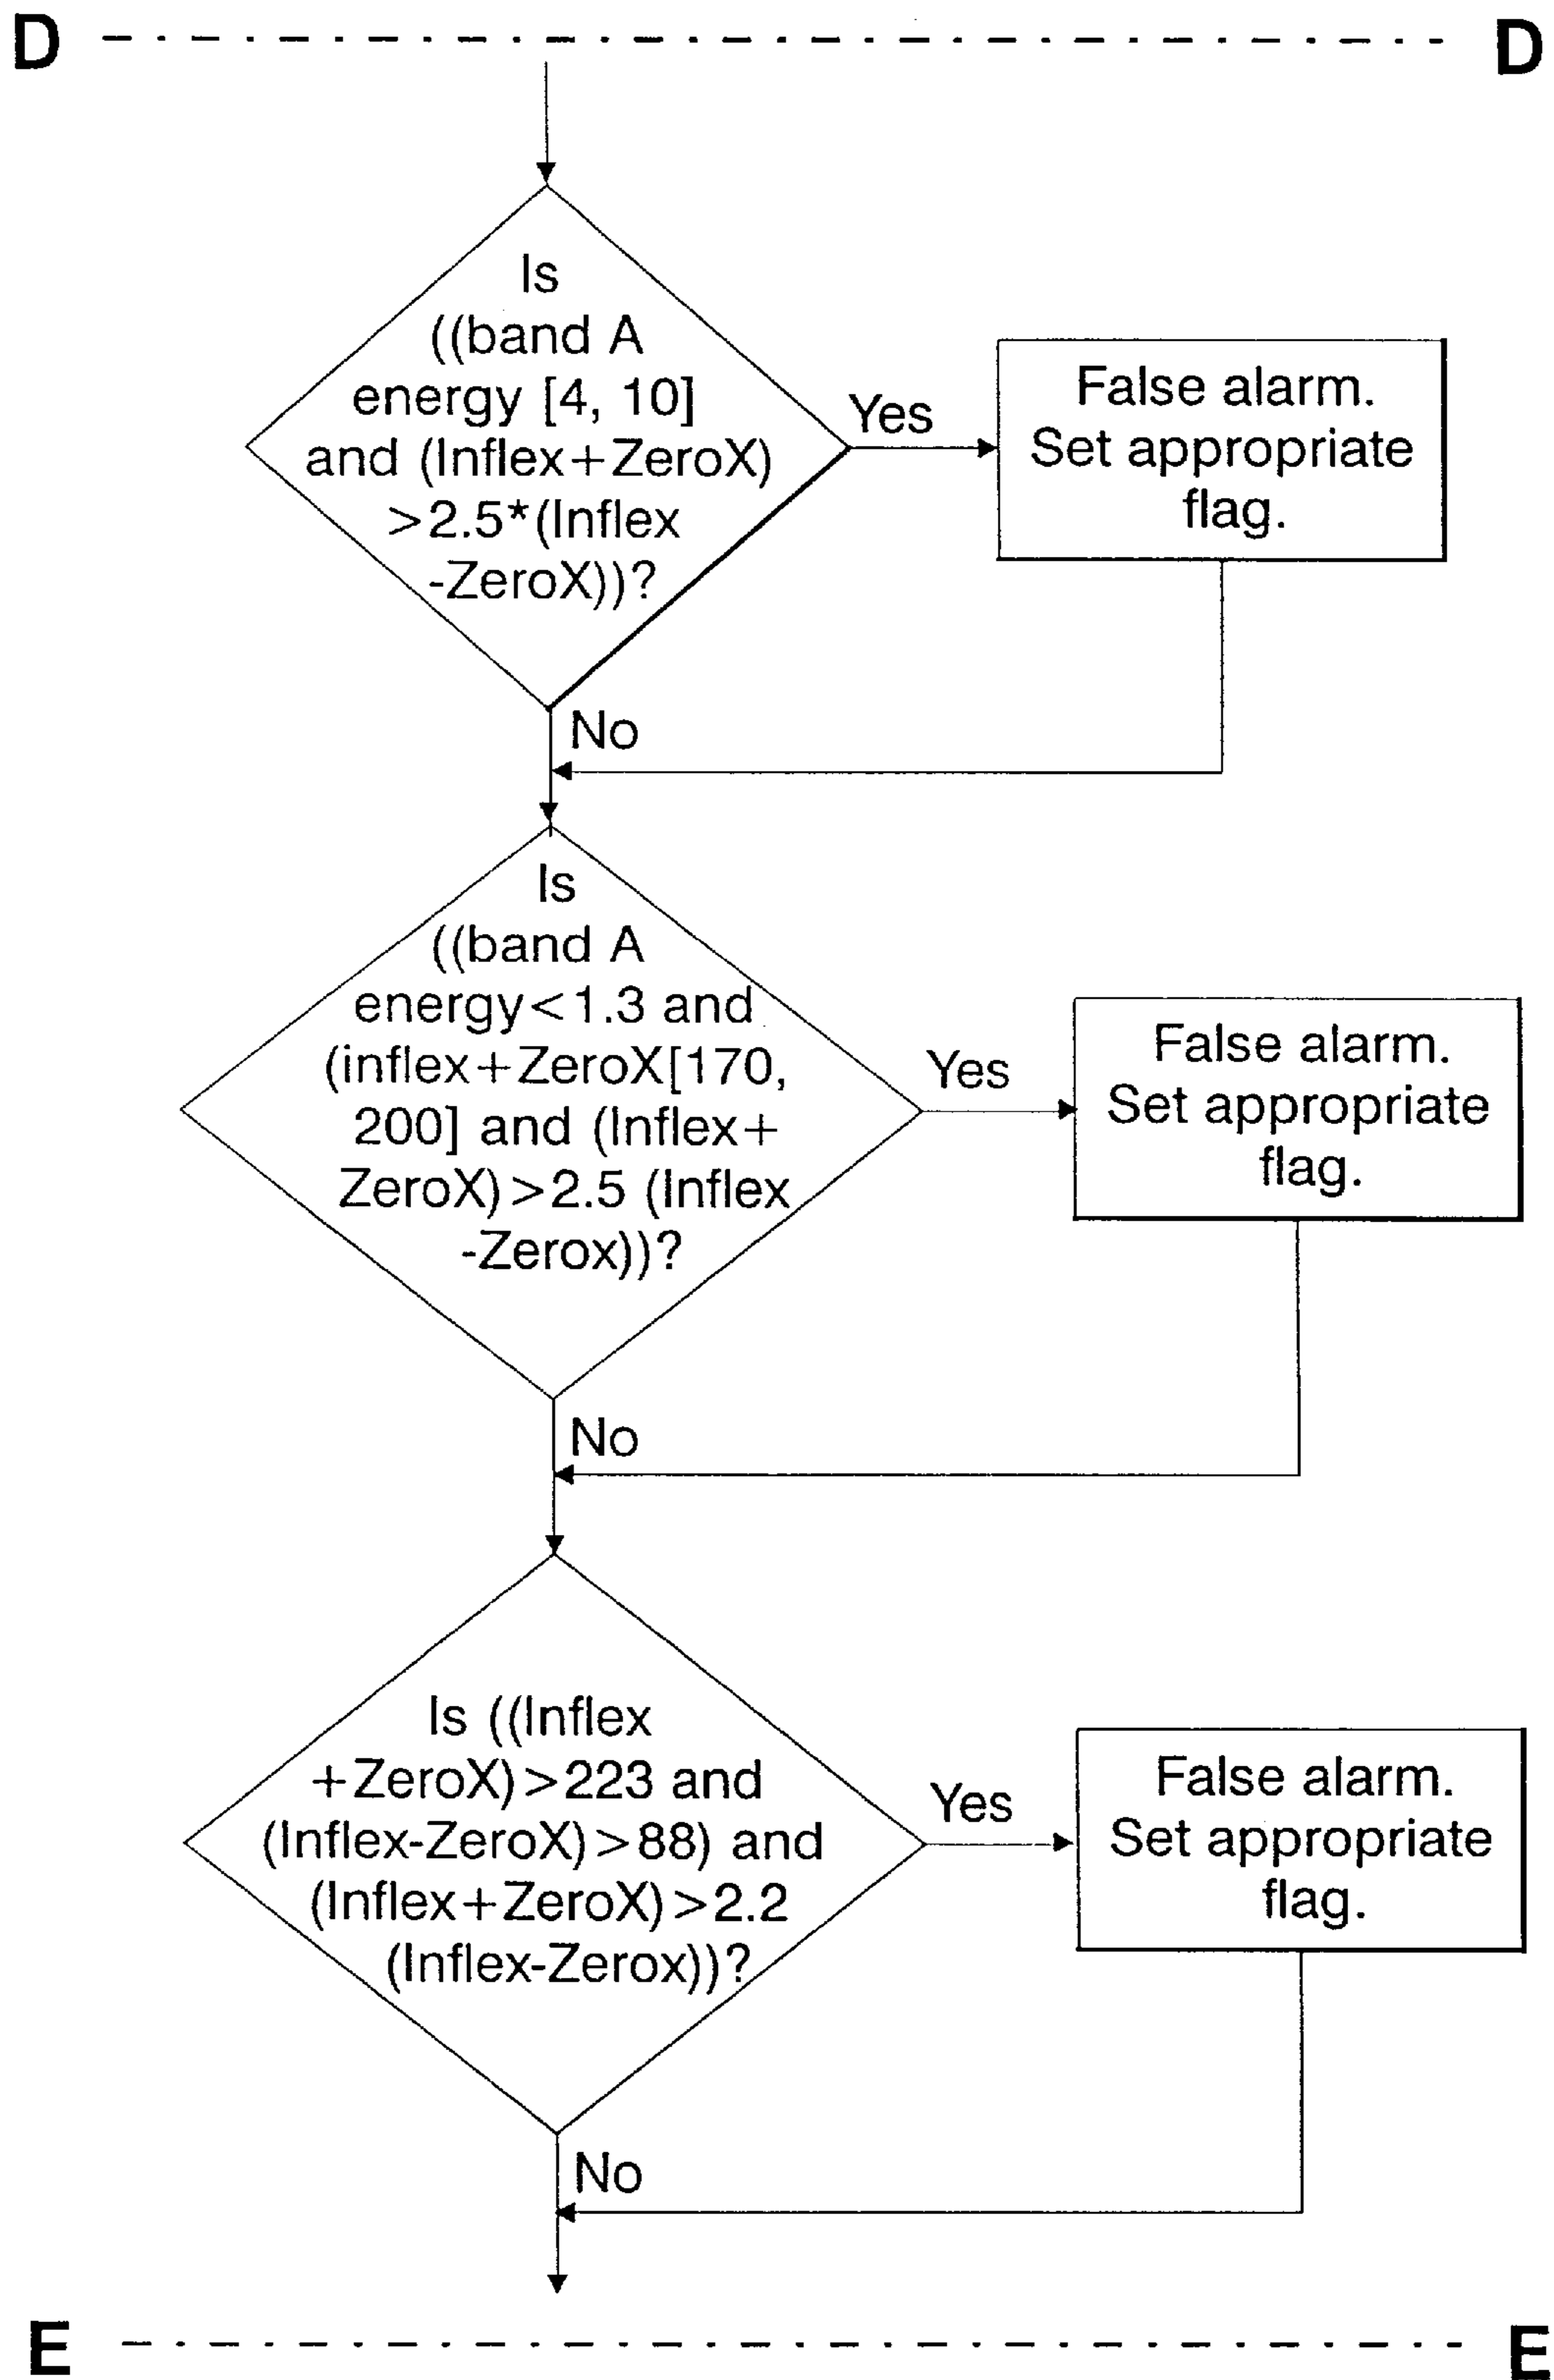 D D
Is
((band A
energy [4, 10]
and (Inflex+ZeroX)
>2.5*(Inflex
-ZeroX))?
Yes
False alarm.
Set appropriate
flag.
No
Is
((band A
energy<1.3 and
(inflex+ZeroX[170,
200] and (Inflex+
ZeroX)>2.5 (Inflex
-Zerox))?
Yes
False alarm.
Set appropriate
flag.
No
Is ((Inflex
+ZeroX)>223 and
(Inflex-ZeroX)>88) and
(Inflex+ZeroX)>2.2
(Inflex-Zerox))?
Yes
False alarm.
Set appropriate
flag.
No
E E